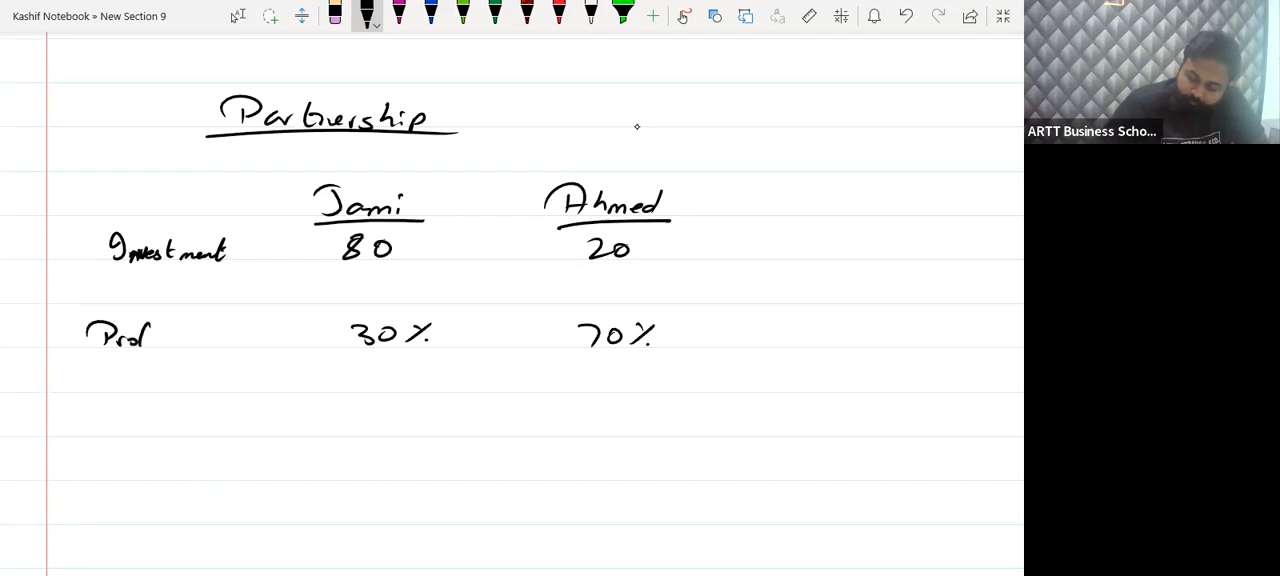 Kashif Notebook » New Section 9
ARTT Business Scho...
Partnership
Jami Ahmed
Investment 80 20
Prof 30% 70%